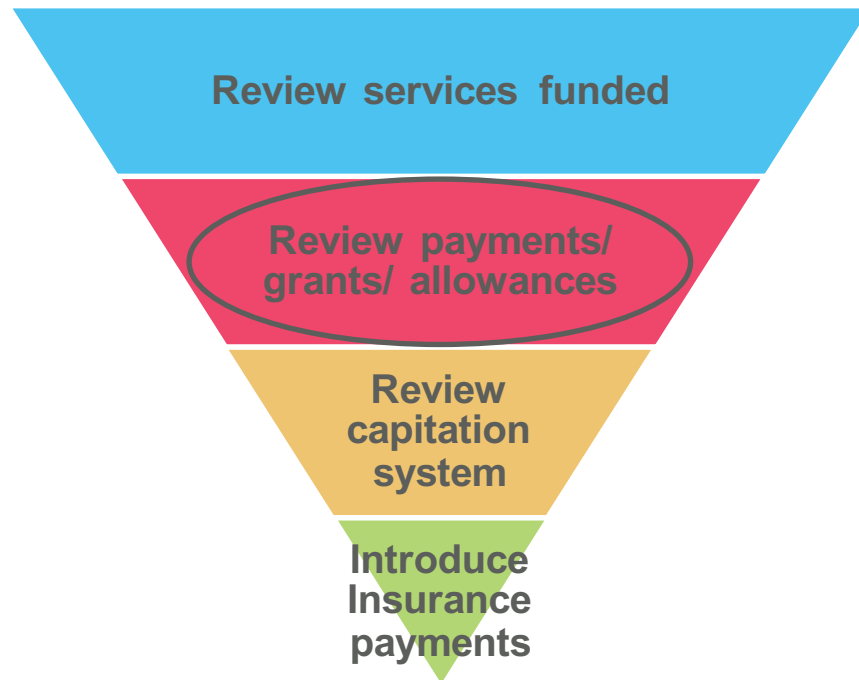 Review services funded
Review payments/
grants/ allowances
Review
capitation
system
Introduce
Insurance
payments